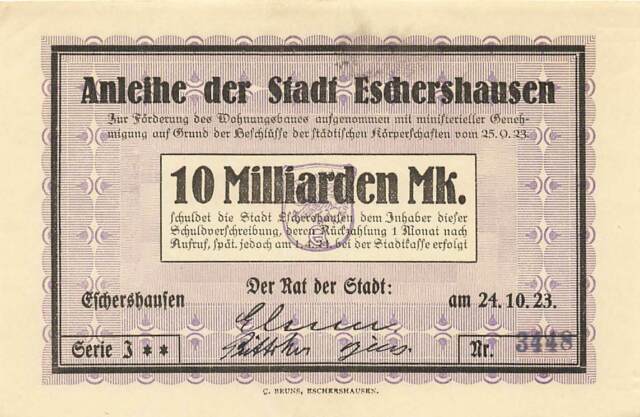 Anleihe der Stadt Eschershausen
Zur Förderung des Wohnungsbaues aufgenommen mit ministerieller Geneh-
migung auf Grund der Beschlüsse der städtischen Körperschaften vom 25.9.23.
10 Milliarden Mk.
schuldet die Stadt Eschershausen dem Inhaber dieser
Schuldverschreibung, deren Rückzahlung 1 Monat nach
Aufruf, spät. jedoch am 1.4. bei der Stadtkasse erfolgt
Der Rat der Stadt:
Eschershausen am 24.10.23.
Serie I ** Nr. 3448
C. BRUNS, ESCHERSHAUSEN.